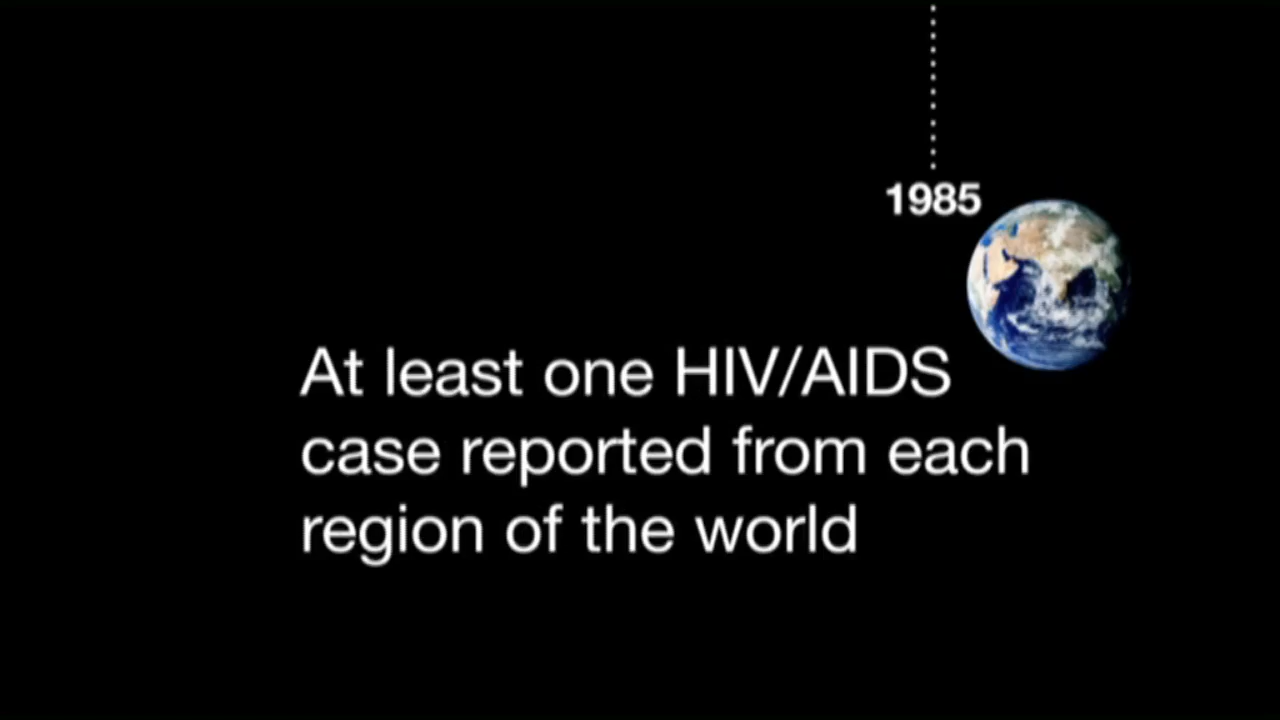 1985
At least one HIV/AIDS
case reported from each
region of the world